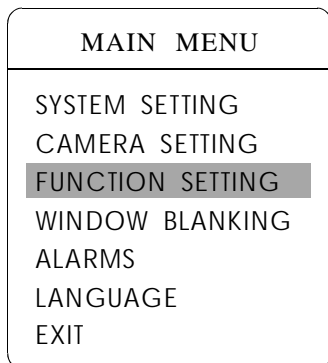 MAIN MENU
SYSTEM SETTING
CAMERA SETTING
FUNCTION SETTING
WINDOW BLANKING
ALARMS
LANGUAGE
EXIT